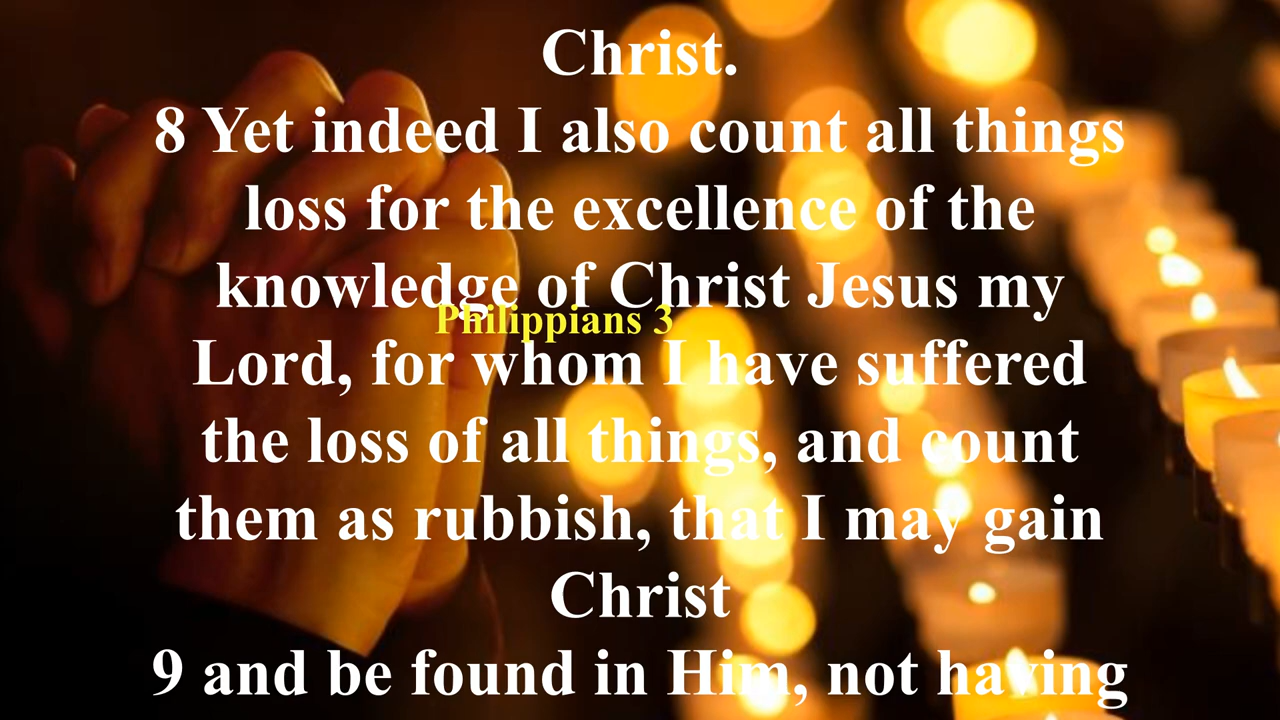 Christ.
8 Yet indeed I also count all things
loss for the excellence of the
knowledge of Christ Jesus my
Philippians 3
Lord, for whom I have suffered
the loss of all things, and count
them as rubbish, that I may gain
Christ
9 and be found in Him, not having